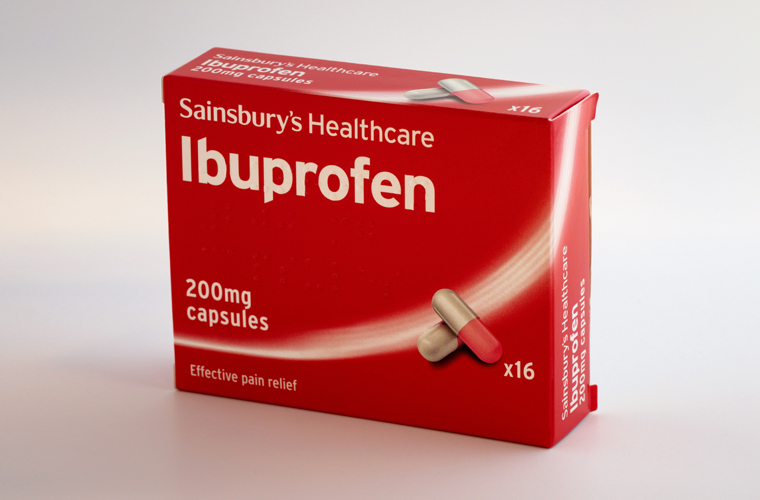 Sainsbury's Healthcare
Ibuprofen
200mg capsules
x16
Sainsbury's Healthcare
Ibuprofen
200mg
capsules
x16
Effective pain relief
Sainsbury's Healthcare
Ibuprofen
200mg capsules